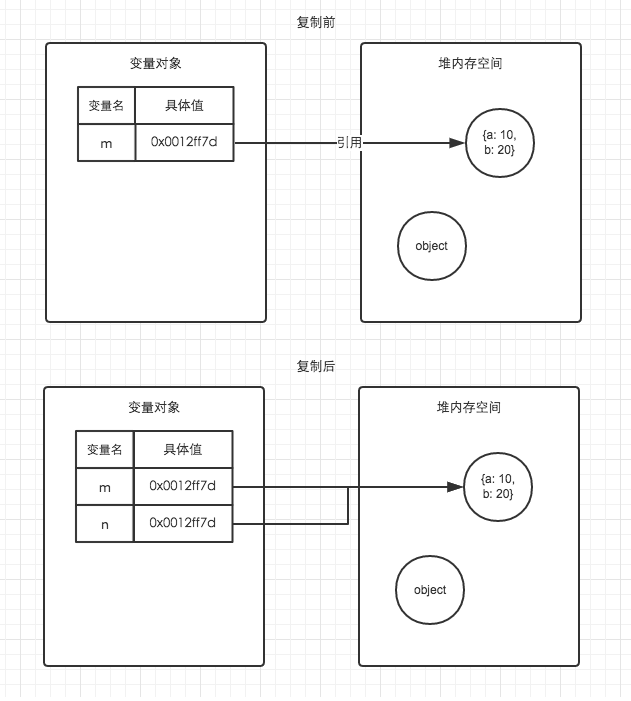 复制前
变量对象
堆内存空间
变量名 具体值
m 0x0012ff7d
引用
{a: 10,
b: 20}
object
复制后
变量对象
堆内存空间
变量名 具体值
m 0x0012ff7d
n 0x0012ff7d
{a: 10,
b: 20}
object